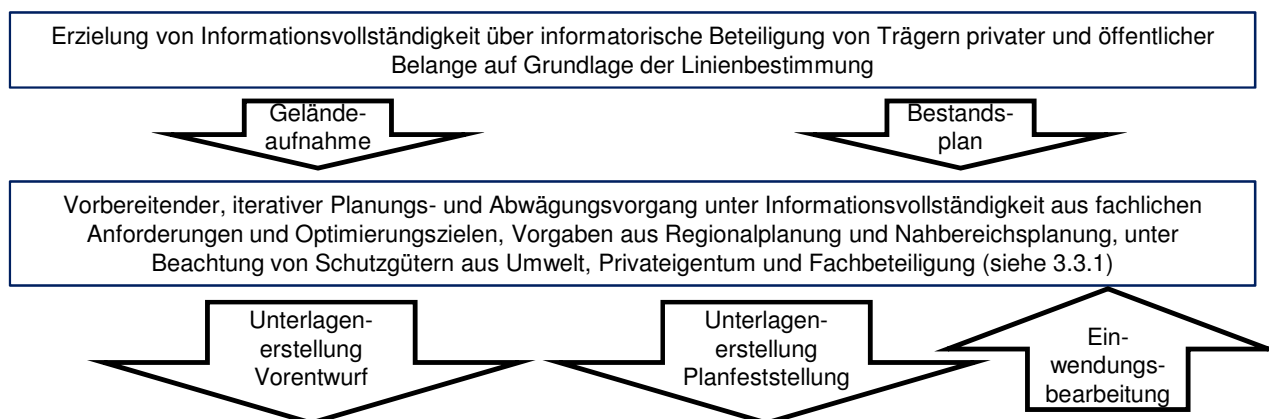 Erzielung von Informationsvollständigkeit über informatorische Beteiligung von Trägern privater und öffentlicher
Belange auf Grundlage der Linienbestimmung
Gelände-
aufnahme
Bestands-
plan
Vorbereitender, iterativer Planungs- und Abwägungsvorgang unter Informationsvollständigkeit aus fachlichen
Anforderungen und Optimierungszielen, Vorgaben aus Regionalplanung und Nahbereichsplanung, unter
Beachtung von Schutzgütern aus Umwelt, Privateigentum und Fachbeteiligung (siehe 3.3.1)
Unterlagen-
erstellung
Vorentwurf
Unterlagen-
erstellung
Planfeststellung
Ein-
wendungs-
bearbeitung